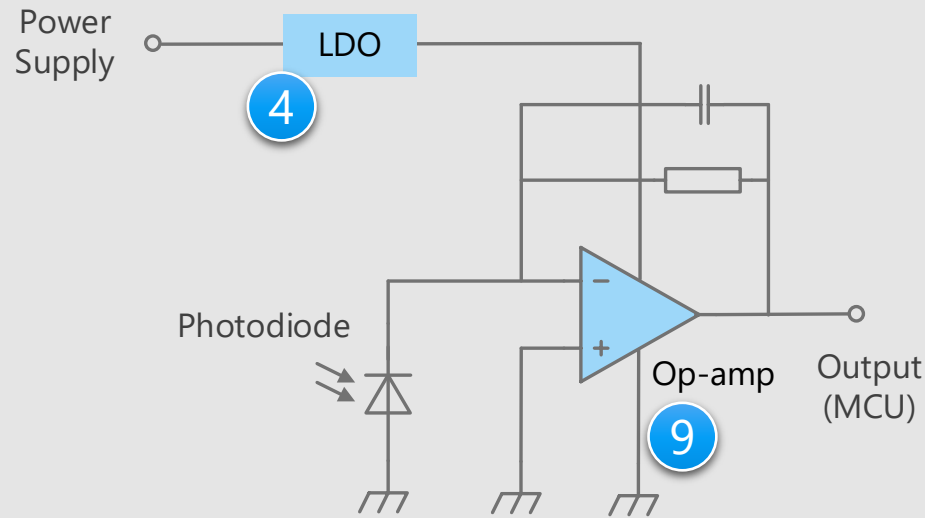 Power
Supply
LDO
4
Photodiode
−
+
Op-amp
9
Output
(MCU)